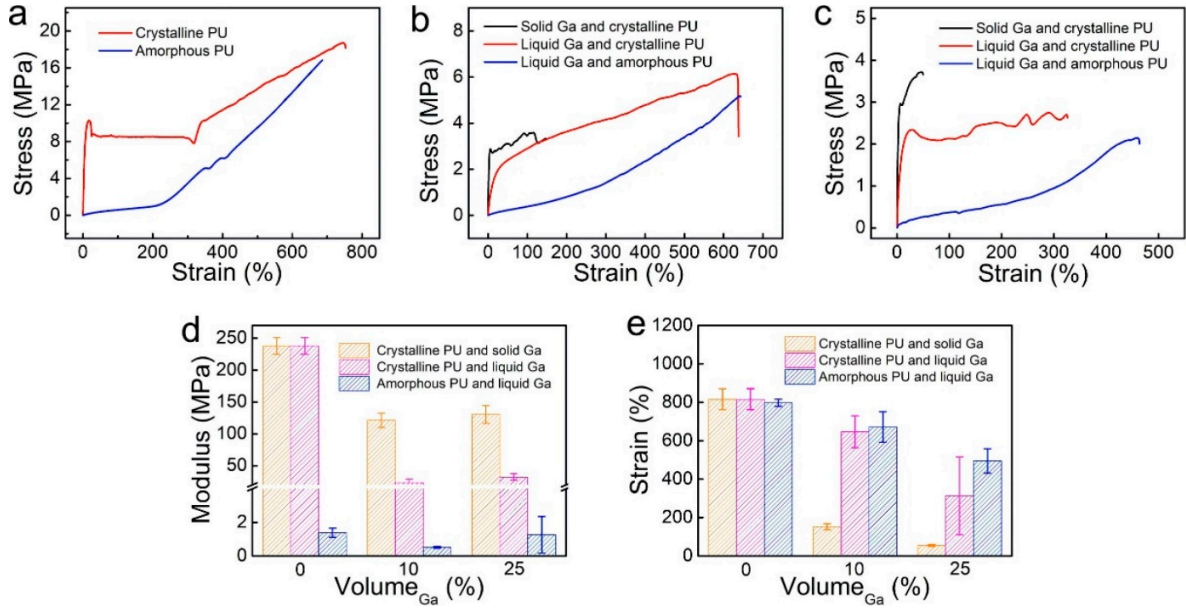 a
Crystalline PU
Amorphous PU
Stress (MPa)
20
16
12
8
4
0
0 200 400 600 800
Strain (%)
b
Solid Ga and crystalline PU
Liquid Ga and crystalline PU
Liquid Ga and amorphous PU
Stress (MPa)
8
6
4
2
0
0 100 200 300 400 500 600 700
Strain (%)
c
Solid Ga and crystalline PU
Liquid Ga and crystalline PU
Liquid Ga and amorphous PU
Stress (MPa)
5
4
3
2
1
0
0 100 200 300 400 500
Strain (%)
d
Crystalline PU and solid Ga
Crystalline PU and liquid Ga
Amorphous PU and liquid Ga
Modulus (MPa)
250
200
150
100
50
2
0
0 10 25
Volume Ga (%)
e
Crystalline PU and solid Ga
Crystalline PU and liquid Ga
Amorphous PU and liquid Ga
Strain (%)
1200
1000
800
600
400
200
0
0 10 25
Volume Ga (%)